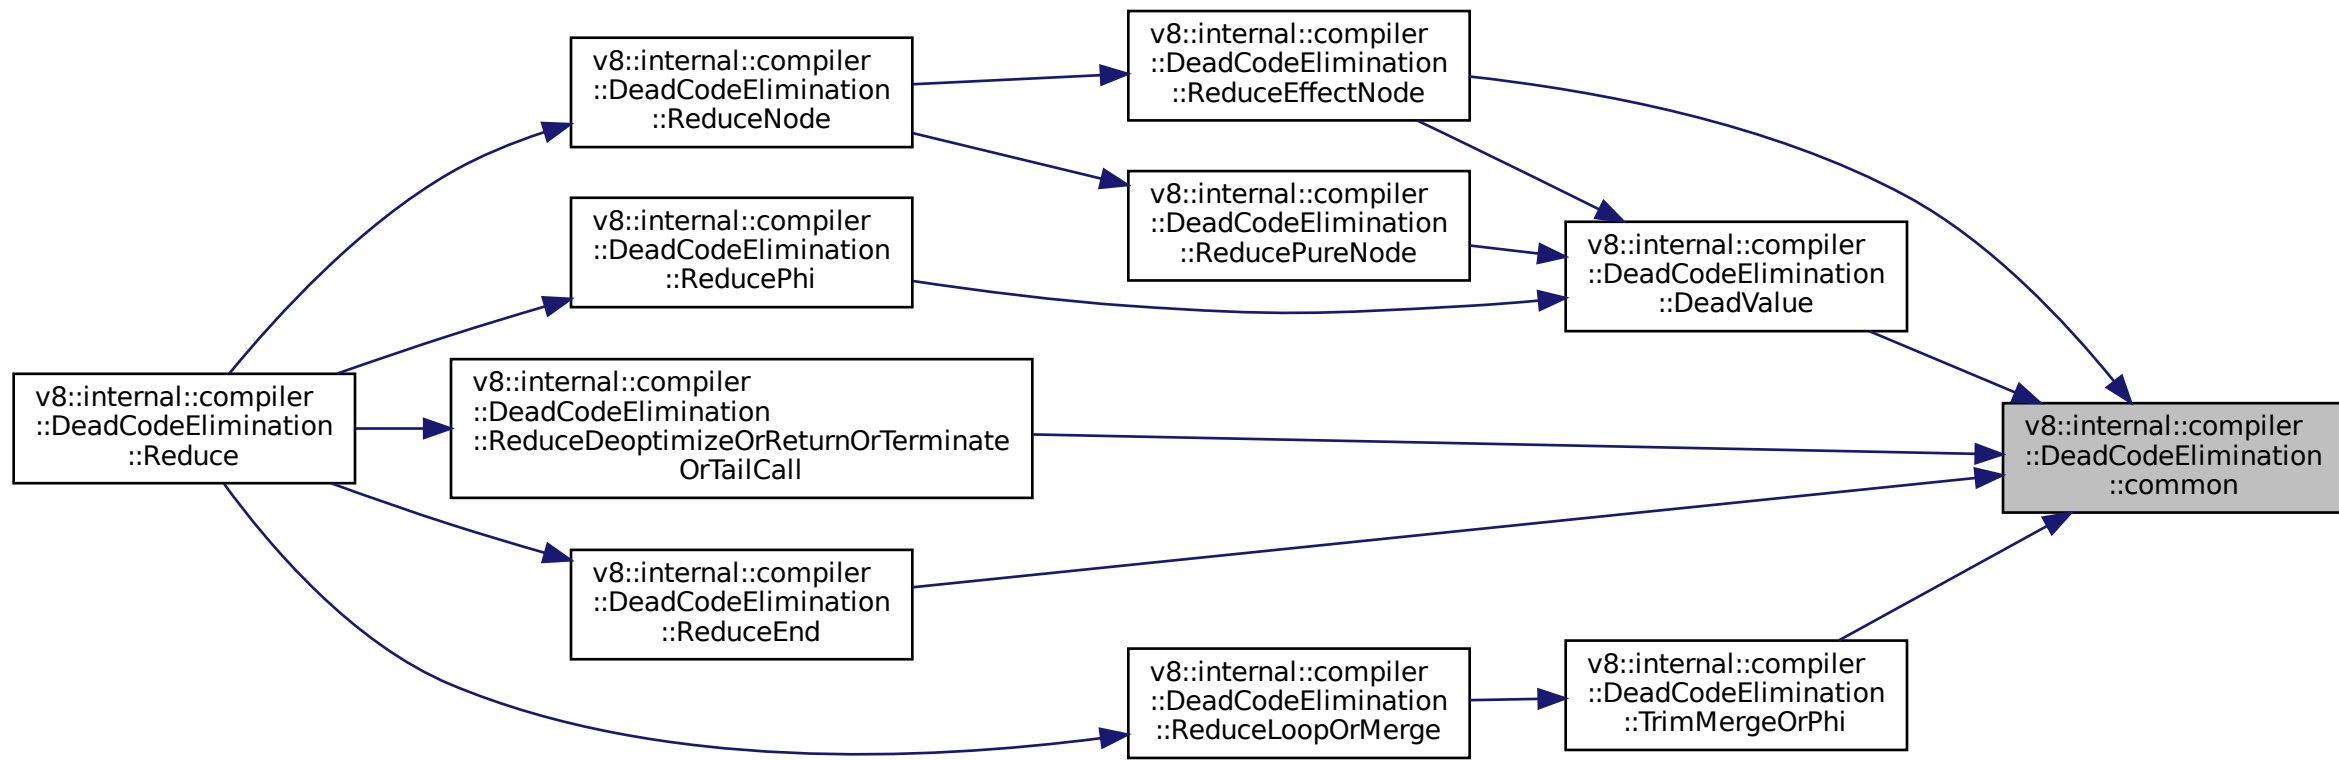 v8::internal::compiler
::DeadCodeElimination
::ReduceEffectNode
v8::internal::compiler
::DeadCodeElimination
::ReduceNode
v8::internal::compiler
::DeadCodeElimination
::ReducePureNode
v8::internal::compiler
::DeadCodeElimination
::ReducePhi
v8::internal::compiler
::DeadCodeElimination
::DeadValue
v8::internal::compiler
::DeadCodeElimination
::Reduce
v8::internal::compiler
::DeadCodeElimination
::ReduceDeoptimizeOrReturnOrTerminate
OrTailCall
v8::internal::compiler
::DeadCodeElimination
::common
v8::internal::compiler
::DeadCodeElimination
::ReduceEnd
v8::internal::compiler
::DeadCodeElimination
::ReduceLoopOrMerge
v8::internal::compiler
::DeadCodeElimination
::TrimMergeOrPhi